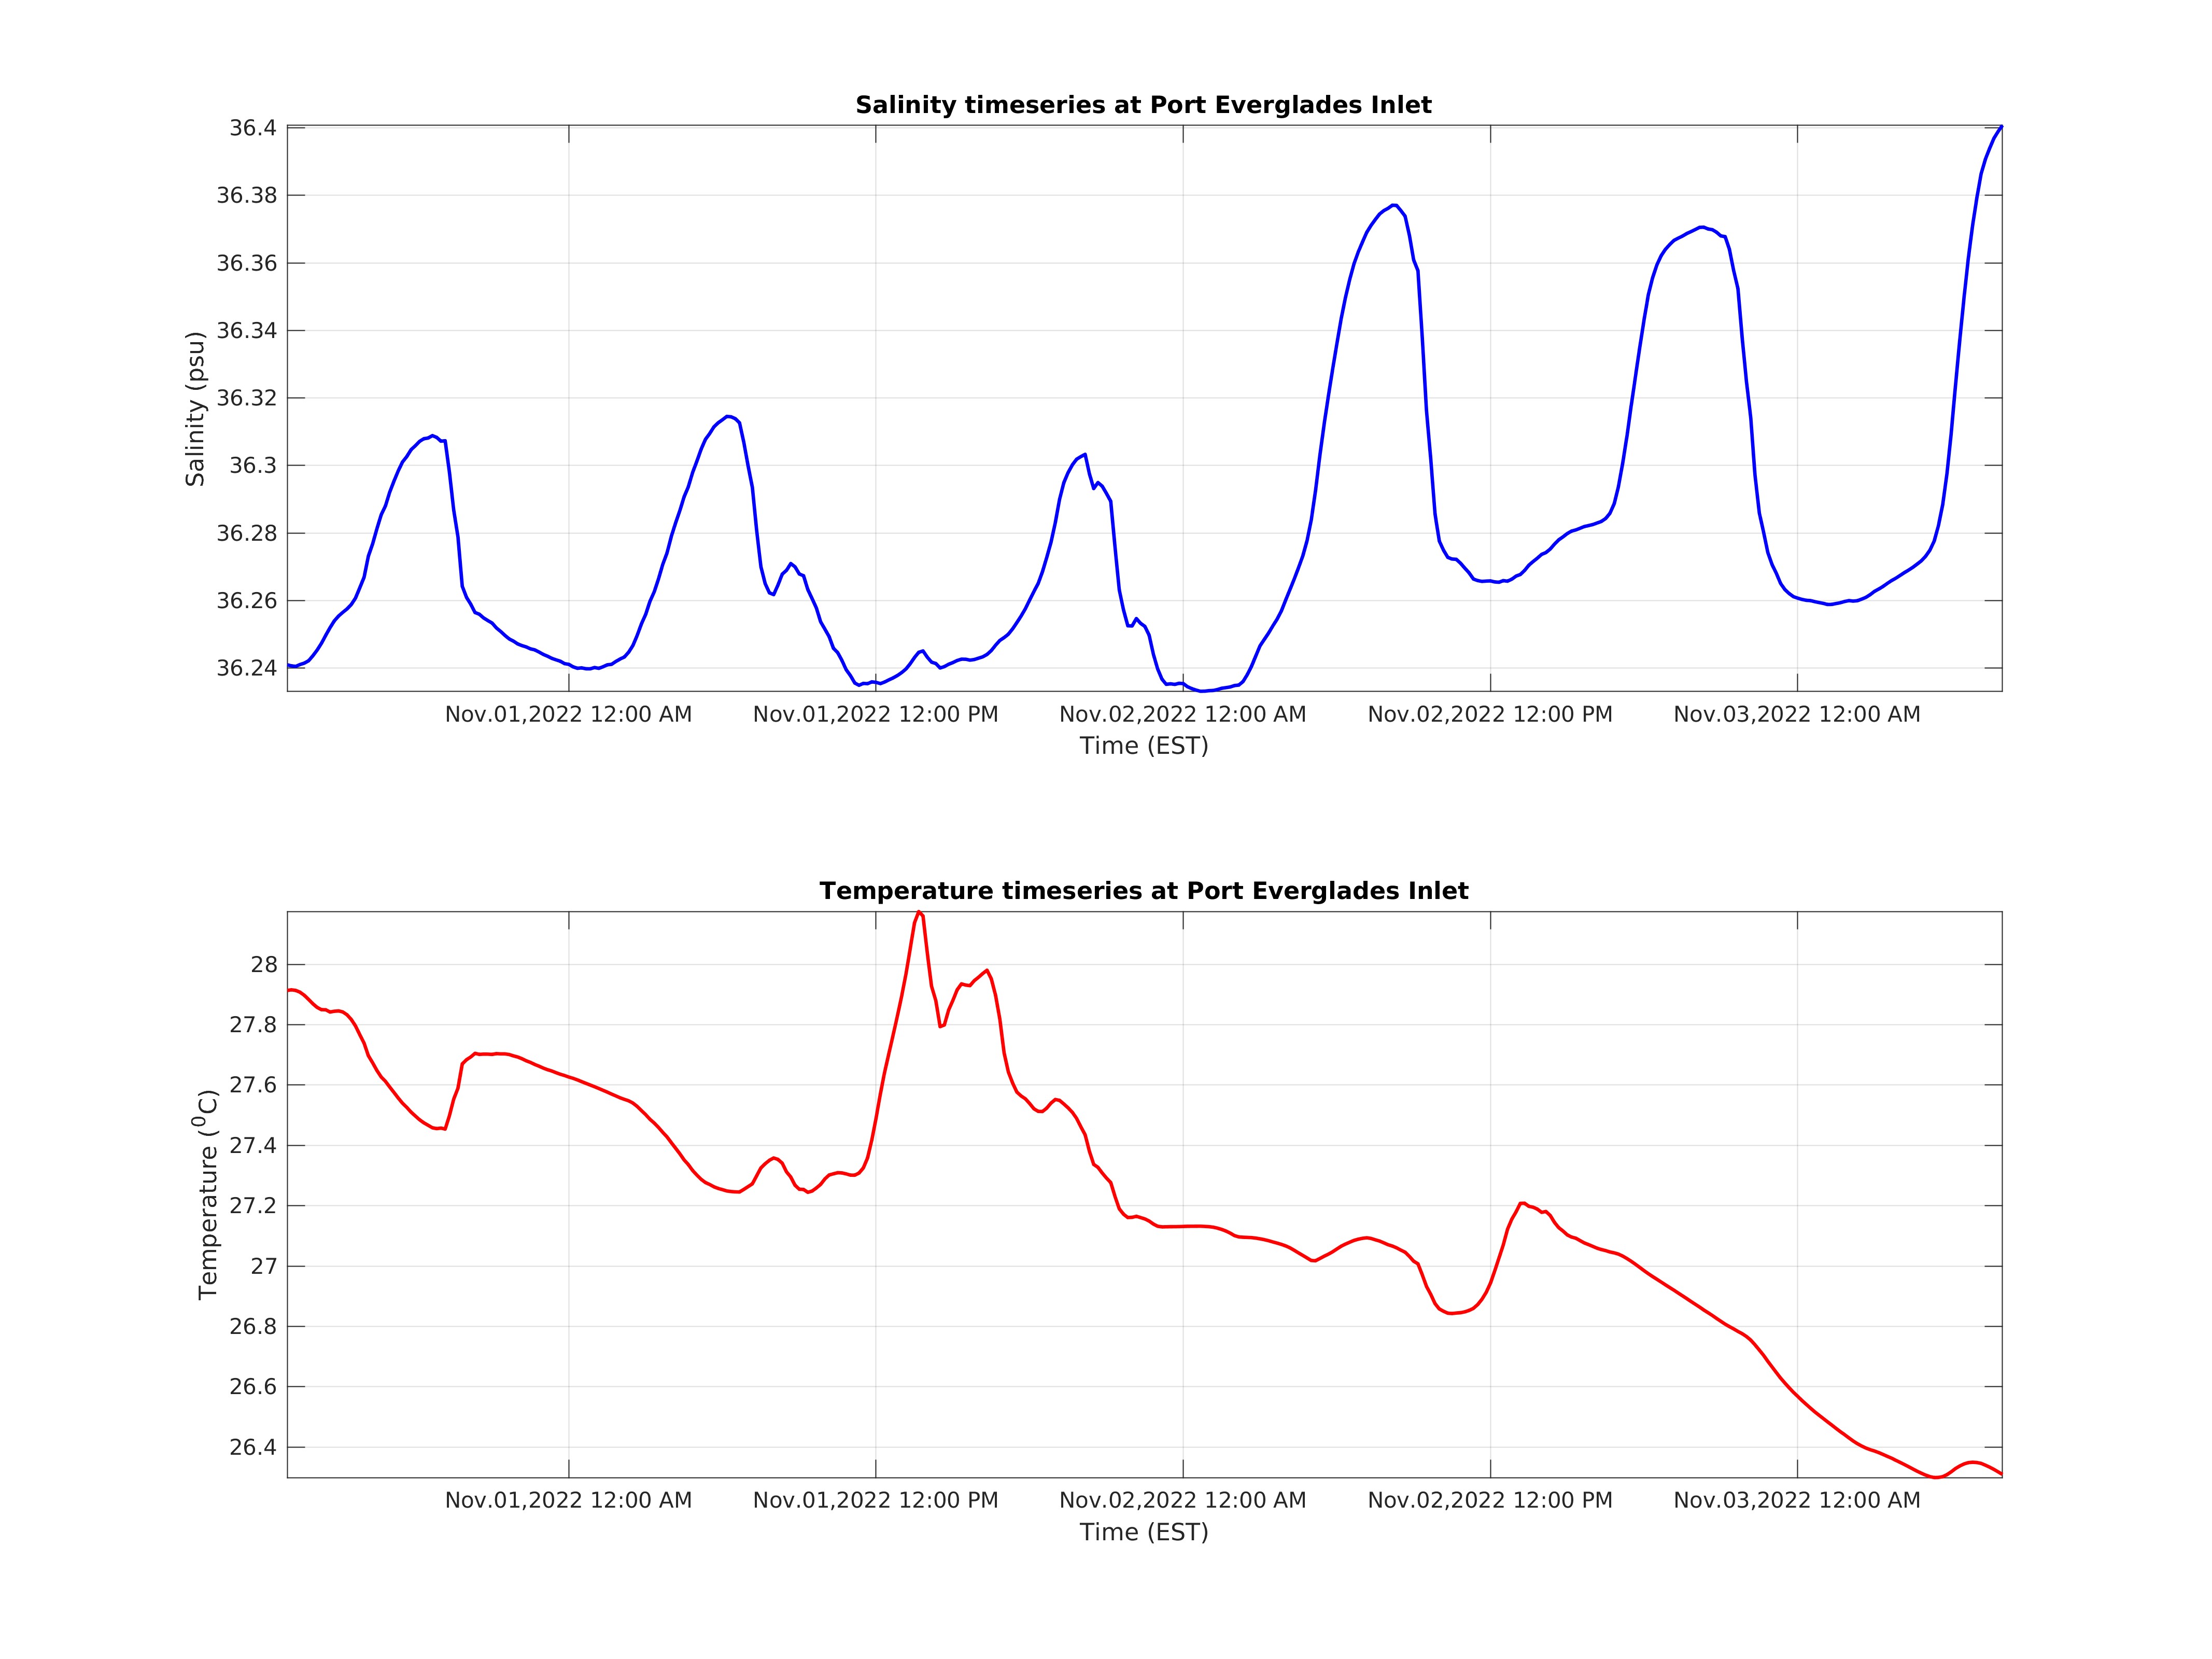 Salinity timeseries at Port Everglades Inlet
Salinity (psu)
36.4
36.38
36.36
36.34
36.32
36.3
36.28
36.26
36.24
Nov.01,2022 12:00 AM
Nov.01,2022 12:00 PM
Nov.02,2022 12:00 AM
Nov.02,2022 12:00 PM
Nov.03,2022 12:00 AM
Time (EST)
Temperature timeseries at Port Everglades Inlet
Temperature (⁰C)
28
27.8
27.6
27.4
27.2
27
26.8
26.6
26.4
Nov.01,2022 12:00 AM
Nov.01,2022 12:00 PM
Nov.02,2022 12:00 AM
Nov.02,2022 12:00 PM
Nov.03,2022 12:00 AM
Time (EST)